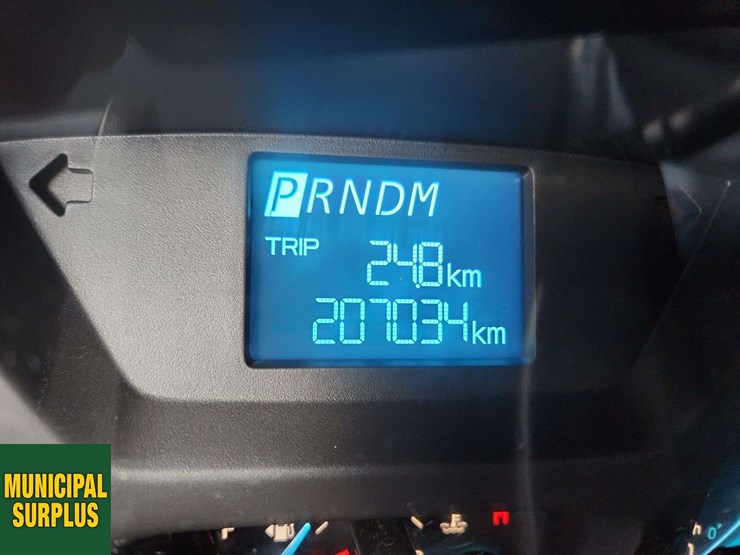 PRNDM
TRIP 24.8km
207034km
MUNICIPAL
SURPLUS